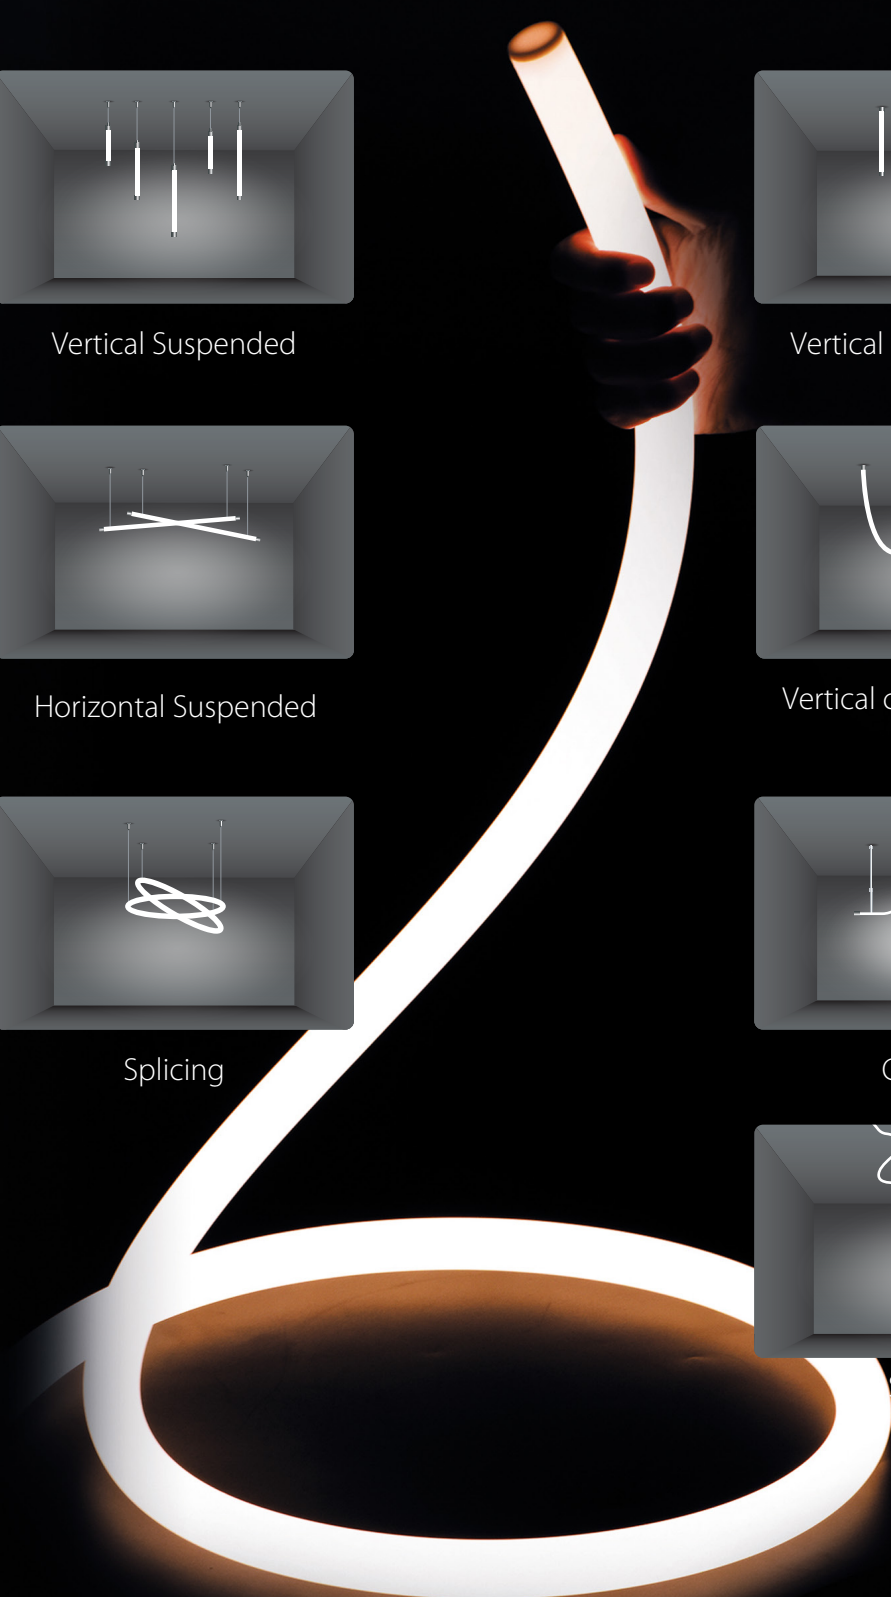 Vertical Suspended
Vertical
Horizontal Suspended
Vertical
Splicing